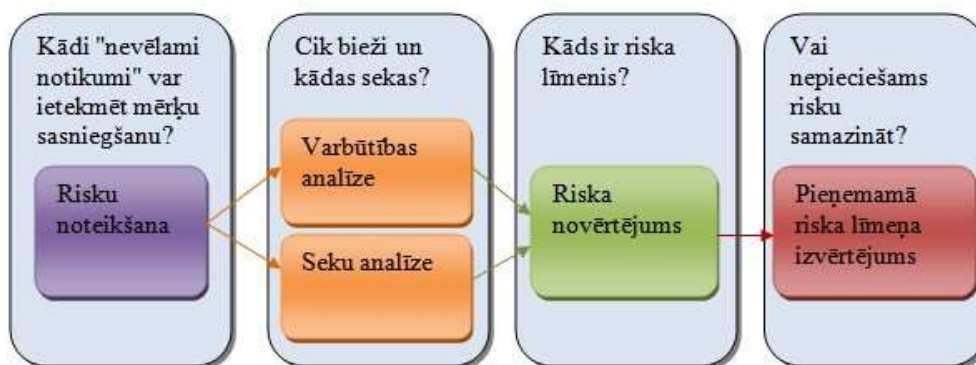 Kādi "nevēlami
notikumi" var
ietekmēt mērķu
sasniegšanu?
Risku
noteikšana
Cik bieži un
kādas sekas?
Varbūtības
analīze
Seku analīze
Kāds ir riska
līmenis?
Riska
novērtējums
Vai
nepieciešams
risku
samazināt?
Pieņemamā
riska līmeņa
izvērtējums